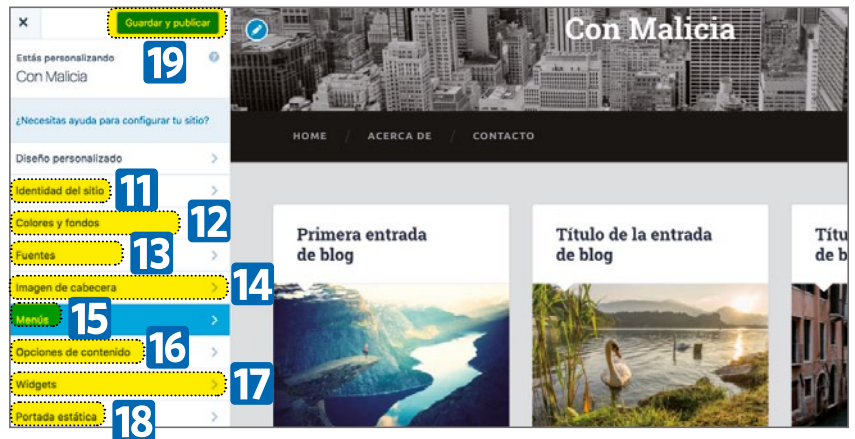 ×
Guardar y publicar
19
Estás personalizando
Con Malicia
¿Necesitas ayuda para configurar tu sitio?
Diseño personalizado
Identidad del sitio
11
Colores y fondos
12
Fuentes
13
Imagen de cabecera
14
Menús
15
Opciones de contenido
16
Widgets
17
Portada estática
18
Con Malicia
HOME / ACERCA DE / CONTACTO
Primera entrada
de blog
Título de la entrada
de blog
Títu
de b